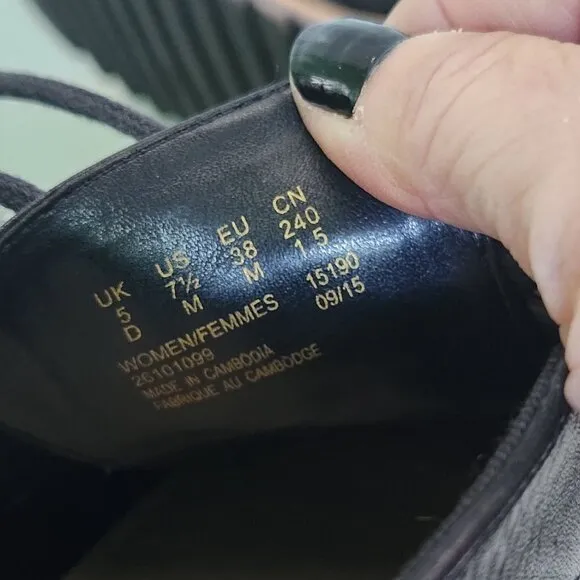 UK US EU CN
5 7½ 38 240
D M M 1.5
WOMEN/FEMMES 15190
26101099 09/15
MADE IN CAMBODIA
FABRIQUE AU CAMBODGE